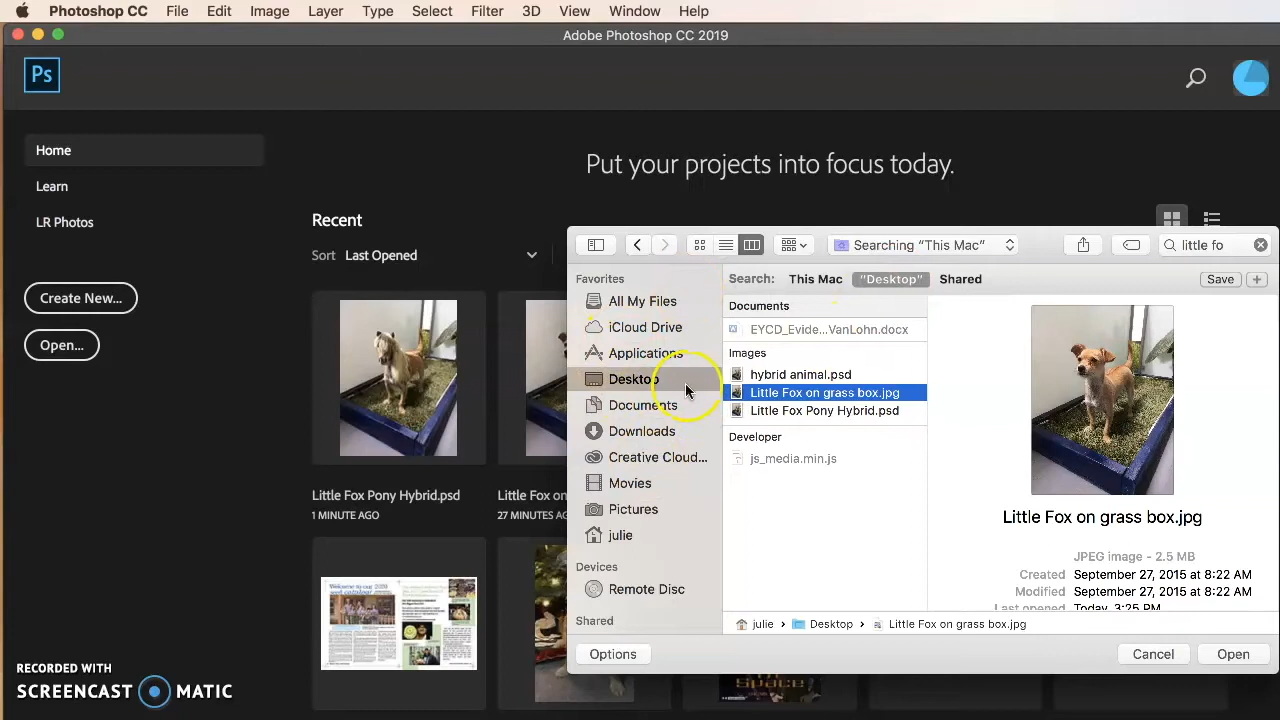 Photoshop CC File Edit Image Layer Type Select Filter 3D View Window Help
Adobe Photoshop CC 2019
Ps
Home
Learn
LR Photos
Create New...
Open...
Put your projects into focus today.
Recent
Sort Last Opened
Little Fox Pony Hybrid.psd
1 MINUTE AGO
Little Fox on
27 MINUTES AG
Searching “This Mac”
little fo
Favorites
All My Files
iCloud Drive
Applications
Desktop
Documents
Downloads
Creative Cloud...
Movies
Pictures
julie
Devices
Remote Disc
Shared
Search: This Mac "Desktop" Shared Save +
Documents
EYCD_Evide...VanLohn.docx
Images
hybrid animal.psd
Little Fox on grass box.jpg
Little Fox Pony Hybrid.psd
Developer
js_media.min.js
Little Fox on grass box.jpg
JPEG image - 2.5 MB
Created September 27, 2015 at 8:22 AM
Modified September 27, 2015 at 8:22 AM
Last opened
julie › Desktop › Little Fox on grass box.jpg
Options
Cancel
Open
RECORDED WITH
SCREENCAST MATIC